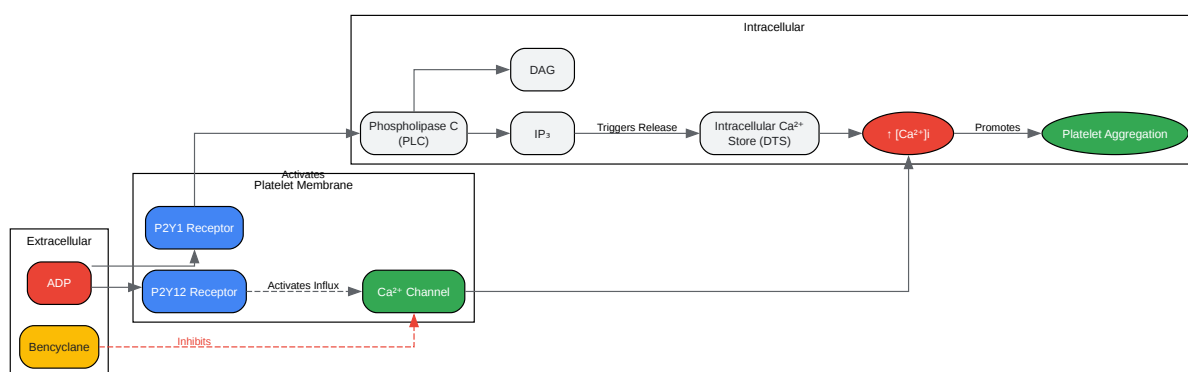 Intracellular
DAG
Phospholipase C
(PLC)
IP₃
Triggers Release
Intracellular Ca²⁺
Store (DTS)
↑ [Ca²⁺]i
Promotes
Platelet Aggregation
Activates
Platelet Membrane
P2Y1 Receptor
Extracellular
ADP
P2Y12 Receptor
Activates Influx
Ca²⁺ Channel
Bencyclane
Inhibits